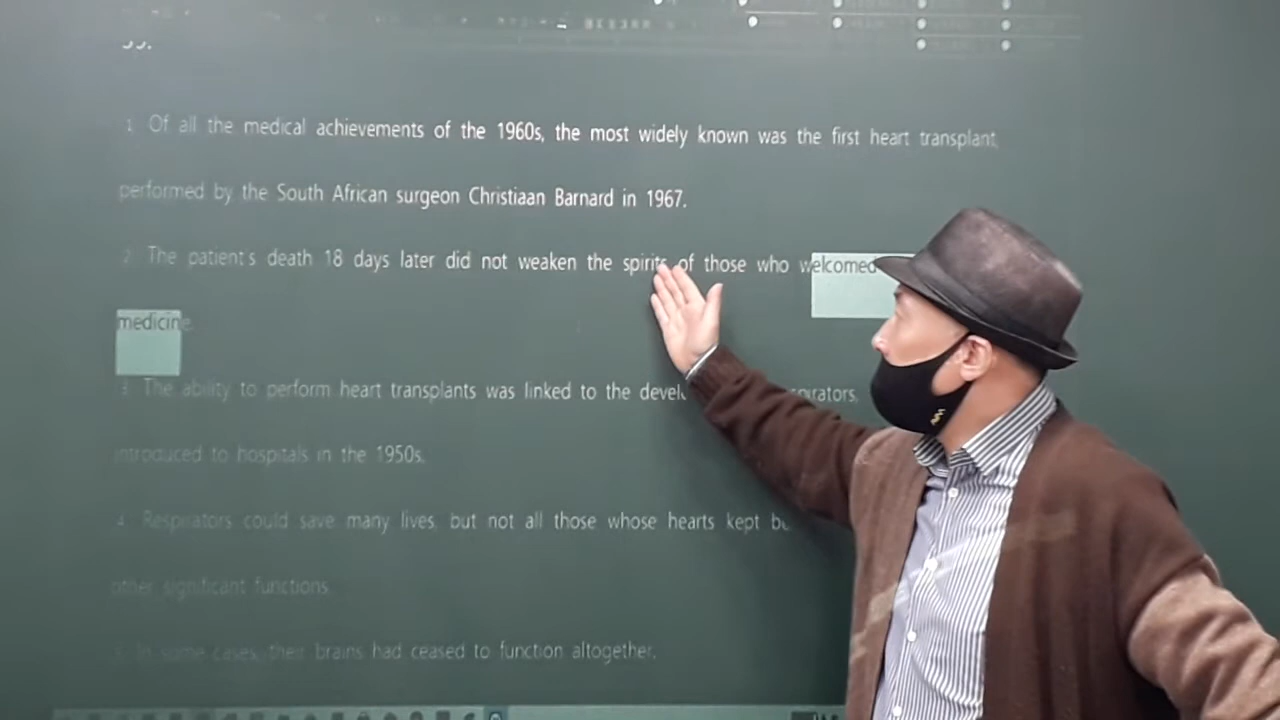 1 Of all the medical achievements of the 1960s, the most widely known was the first heart transplant,
performed by the South African surgeon Christiaan Barnard in 1967.
2 The patient's death 18 days later did not weaken the spirits of those who welcomed
medicine
3 The ability to perform heart transplants was linked to the
introduced to hospitals in the 1950s.
4 Respirators could save many lives, but not all those whose hearts kept
other significant functions.
5 In some cases, their brains had ceased to function altogether.